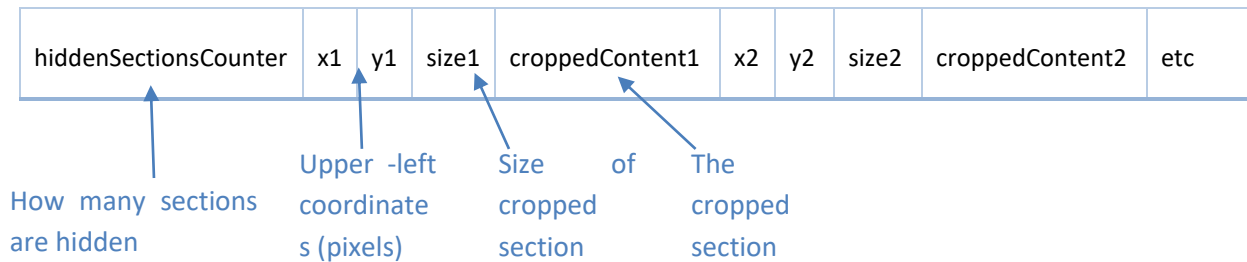 hiddenSectionsCounter x1 y1 size1 croppedContent1 x2 y2 size2 croppedContent2 etc
How many sections
are hidden
Upper -left
coordinate
s (pixels)
Size of
cropped
section
The
cropped
section